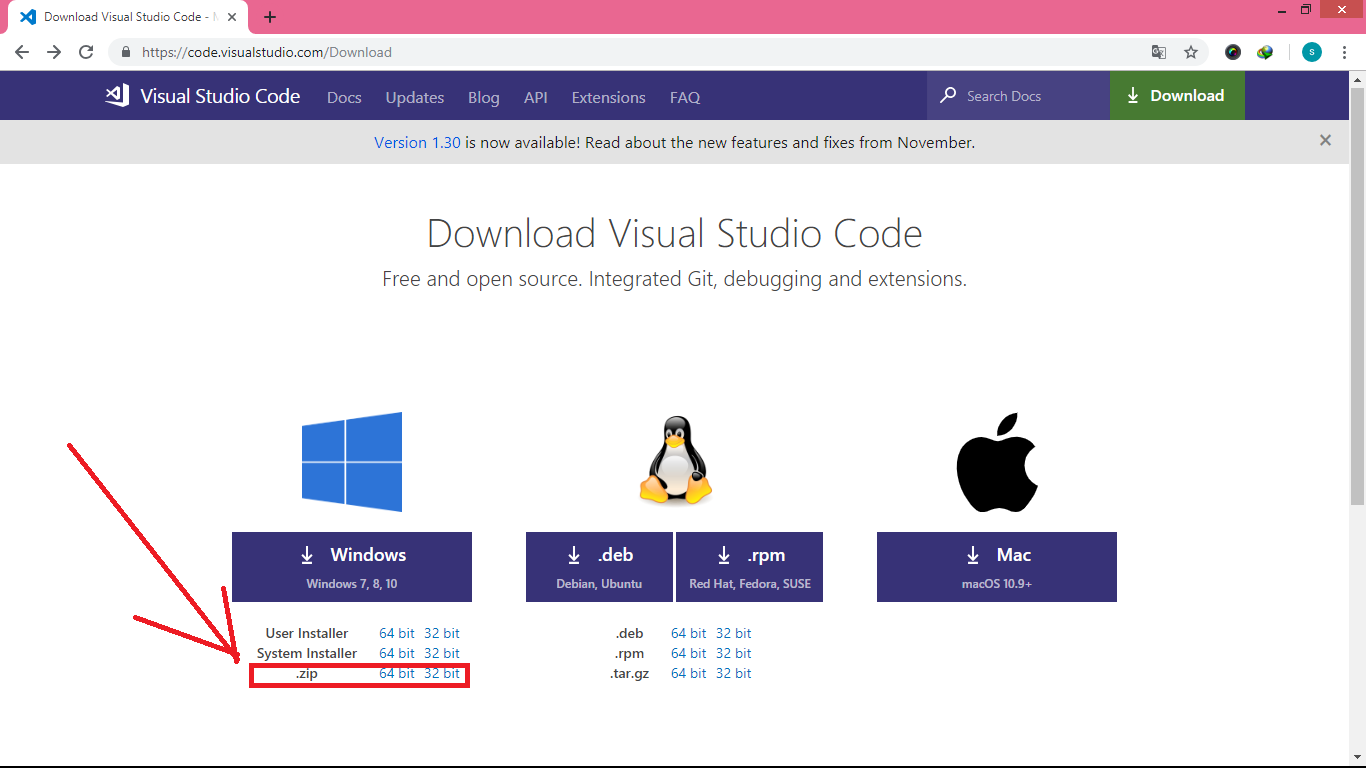 Download Visual Studio Code - M
https://code.visualstudio.com/Download
s
Visual Studio Code Docs Updates Blog API Extensions FAQ Search Docs Download
Version 1.30 is now available! Read about the new features and fixes from November.
Download Visual Studio Code
Free and open source. Integrated Git, debugging and extensions.
Windows
Windows 7, 8, 10
User Installer 64 bit 32 bit
System Installer 64 bit 32 bit
.zip 64 bit 32 bit
.deb
Debian, Ubuntu
.rpm
Red Hat, Fedora, SUSE
.deb 64 bit 32 bit
.rpm 64 bit 32 bit
.tar.gz 64 bit 32 bit
Mac
macOS 10.9+